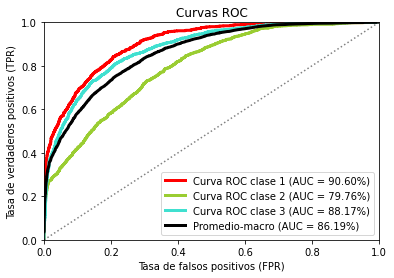 Curvas ROC
Tasa de verdaderos positivos (TPR)
1.0
0.8
0.6
0.4
0.2
0.0
Curva ROC clase 1 (AUC = 90.60%)
Curva ROC clase 2 (AUC = 79.76%)
Curva ROC clase 3 (AUC = 88.17%)
Promedio-macro (AUC = 86.19%)
0.0 0.2 0.4 0.6 0.8 1.0
Tasa de falsos positivos (FPR)